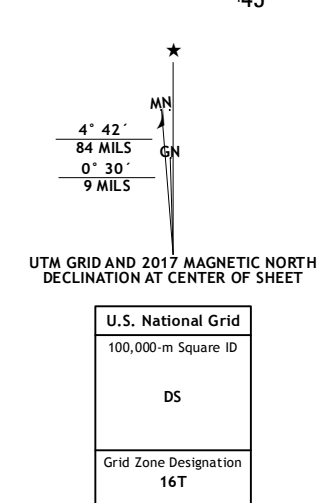 MN
4° 42´
84 MILS
GN
0° 30´
9 MILS
UTM GRID AND 2017 MAGNETIC NORTH
DECLINATION AT CENTER OF SHEET
U.S. National Grid
100,000-m Square ID
DS
Grid Zone Designation
16T